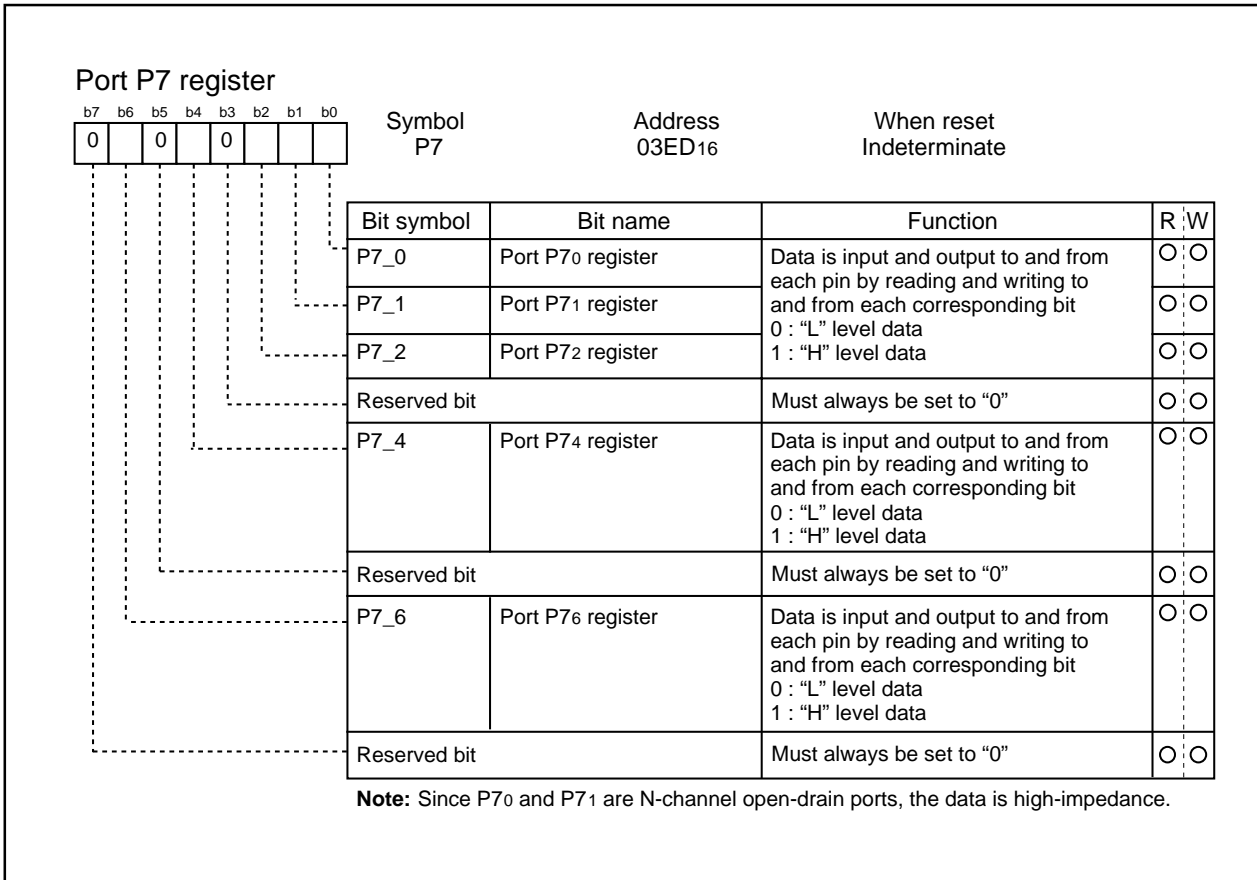 Port P7 register
b7 b6 b5 b4 b3 b2 b1 b0
0 0 0
Symbol Address When reset
P7 03ED16 Indeterminate
Bit symbol Bit name Function R W
P7_0 Port P70 register Data is input and output to and from
each pin by reading and writing to
P7_1 Port P71 register and from each corresponding bit
0 : “L” level data
P7_2 Port P72 register 1 : “H” level data
Reserved bit Must always be set to “0”
P7_4 Port P74 register Data is input and output to and from
each pin by reading and writing to
and from each corresponding bit
0 : “L” level data
1 : “H” level data
Reserved bit Must always be set to “0”
P7_6 Port P76 register Data is input and output to and from
each pin by reading and writing to
and from each corresponding bit
0 : “L” level data
1 : “H” level data
Reserved bit Must always be set to “0”
Note: Since P70 and P71 are N-channel open-drain ports, the data is high-impedance.